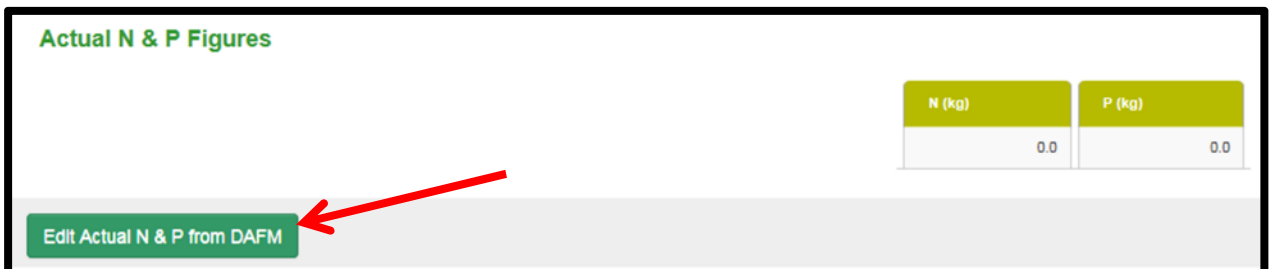 Actual N & P Figures
N (kg) P (kg)
0.0 0.0
Edit Actual N & P from DAFM